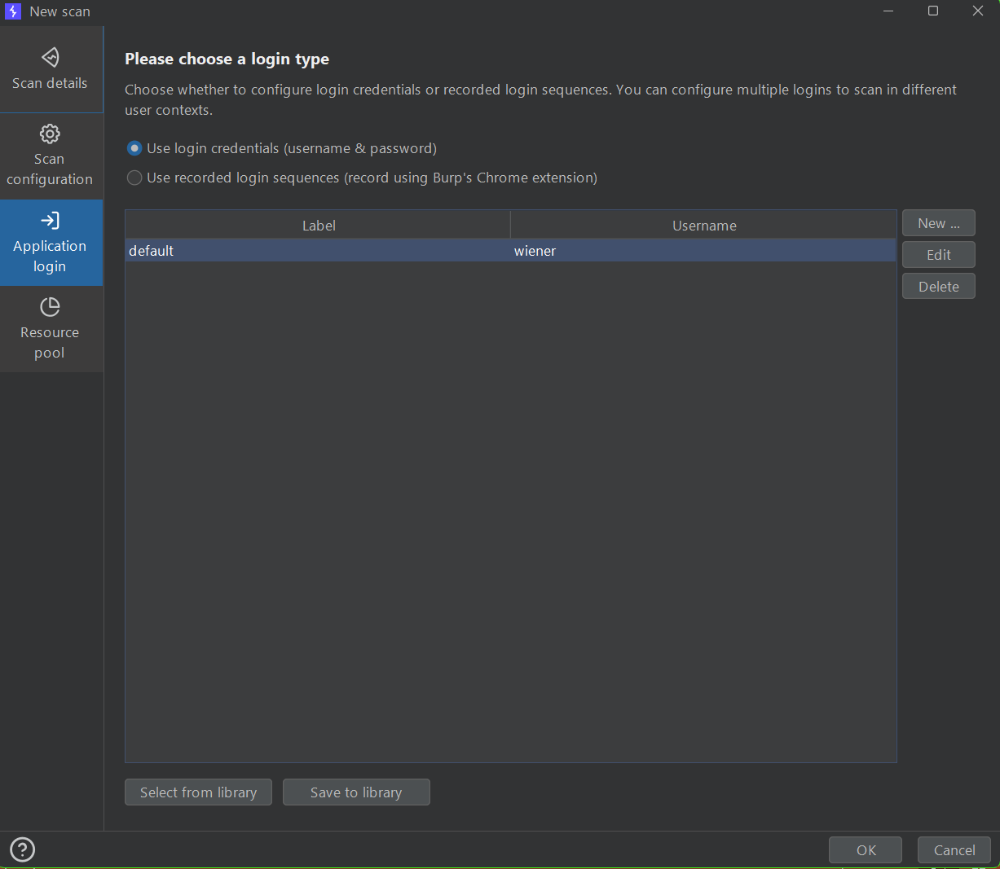 New scan
Scan details
Scan
configuration
Application
login
Resource
pool
Please choose a login type
Choose whether to configure login credentials or recorded login sequences. You can configure multiple logins to scan in different
user contexts.
Use login credentials (username & password)
Use recorded login sequences (record using Burp's Chrome extension)
Label Username
default wiener
New ...
Edit
Delete
Select from library Save to library
? OK Cancel